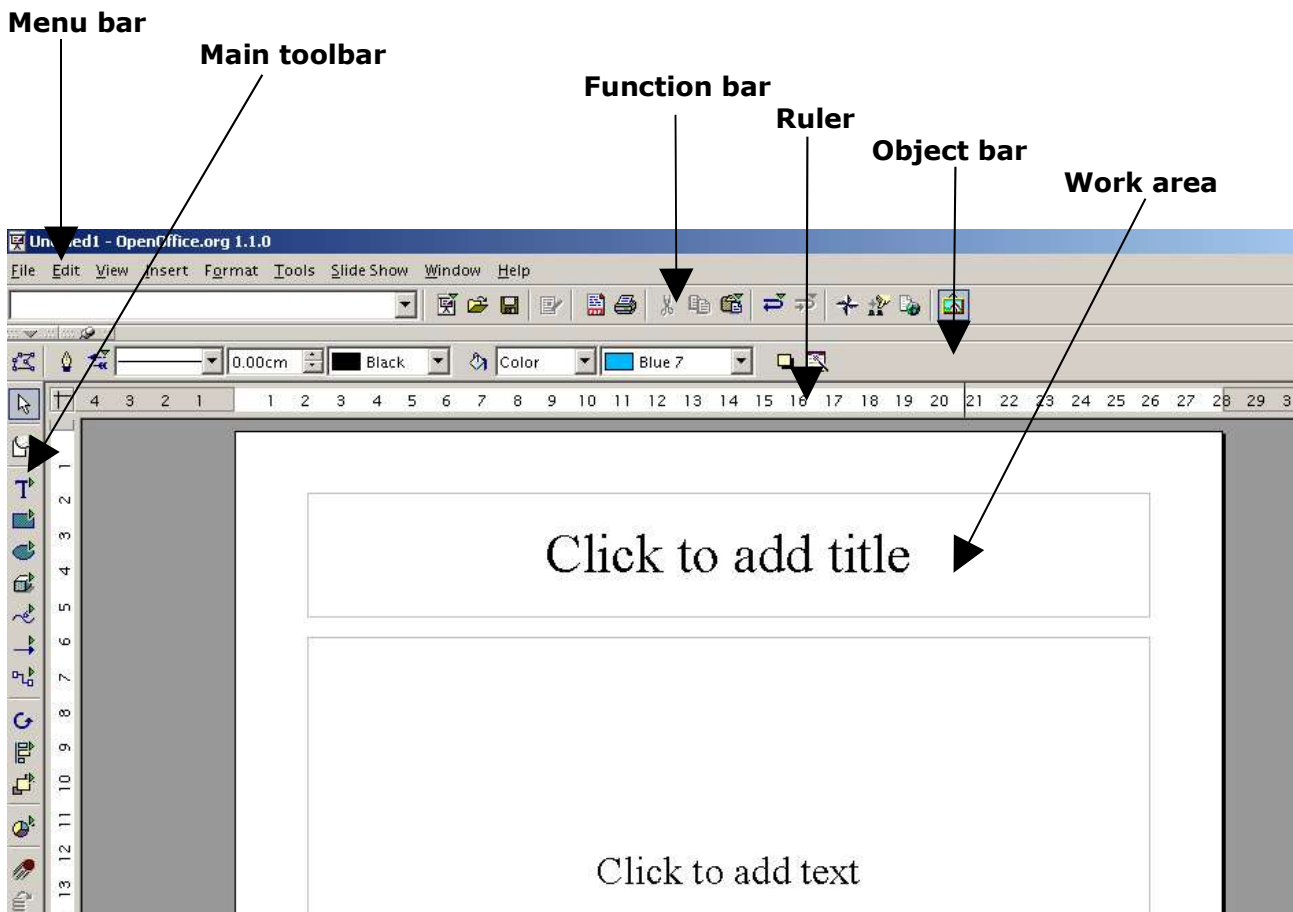 Menu bar
Main toolbar
Function bar
Ruler
Object bar
Work area
1 - OpenOffice.org 1.1.0
File Edit View Insert Format Tools Slide Show Window Help
0.00cm Black Color Blue 7
4 3 2 1 1 2 3 4 5 6 7 8 9 10 11 12 13 14 15 16 17 18 19 20 21 22 23 24 25 26 27 28 29
1
2
3
4
5
6
7
8
9
10
11
12
13
Click to add title
Click to add text